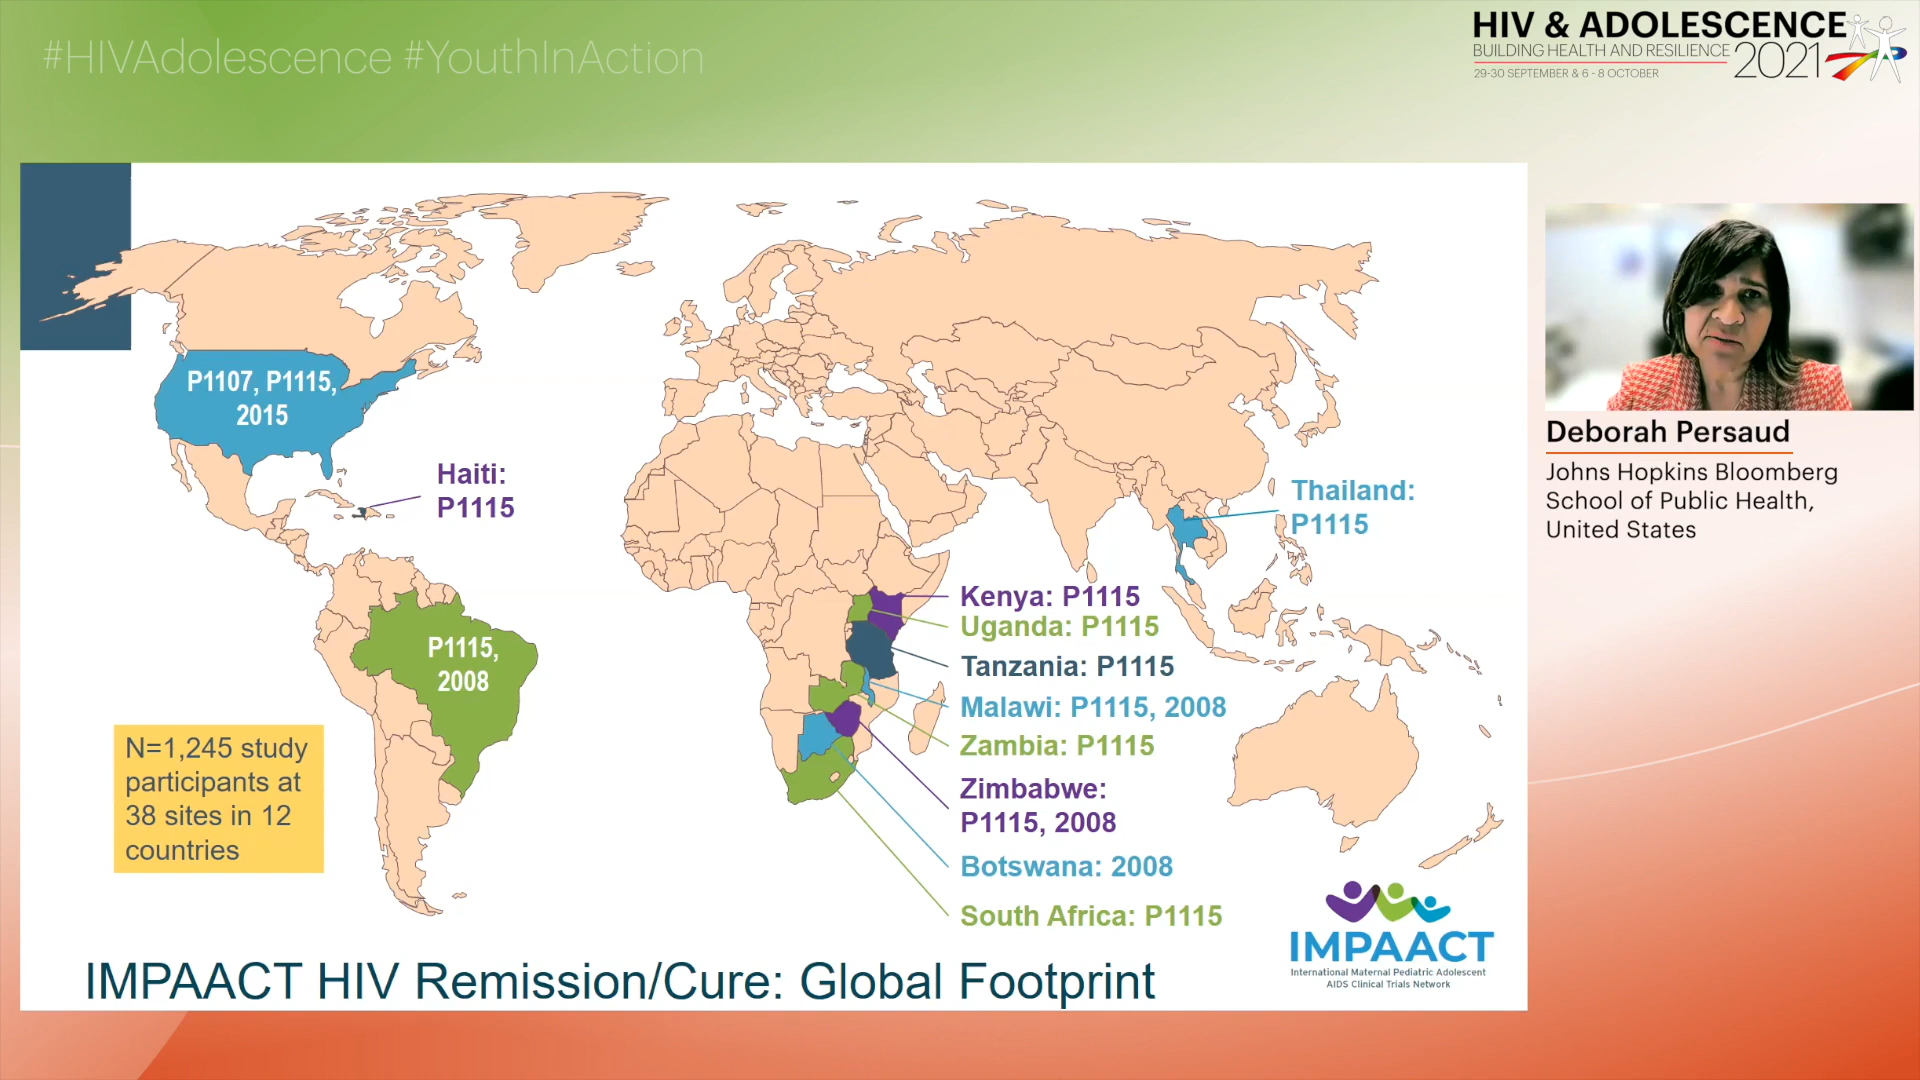 #HIVAdolescence #YouthInAction
HIV & ADOLESCENCE
BUILDING HEALTH AND RESILIENCE 2021
29-30 SEPTEMBER & 6 - 8 OCTOBER
P1107, P1115,
2015
Haiti:
P1115
Thailand:
P1115
P1115,
2008
Kenya: P1115
Uganda: P1115
Tanzania: P1115
Malawi: P1115, 2008
Zambia: P1115
Zimbabwe:
P1115, 2008
Botswana: 2008
South Africa: P1115
N=1,245 study
participants at
38 sites in 12
countries
IMPAACT HIV Remission/Cure: Global Footprint
IMPAACT
International Maternal Pediatric Adolescent
AIDS Clinical Trials Network
Deborah Persaud
Johns Hopkins Bloomberg
School of Public Health,
United States